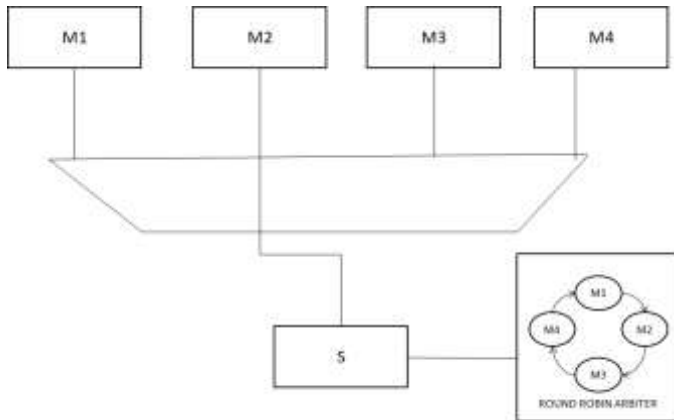 M1 M2 M3 M4
M1
M4 M2
S
M3
ROUND ROBIN ARBITER